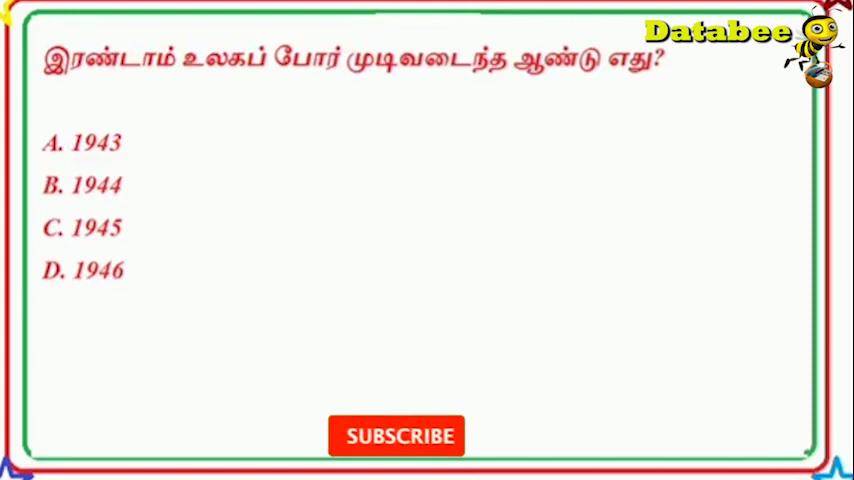 Databee
இரண்டாம் உலகப் போர் முடிவடைந்த ஆண்டு எது?
A. 1943
B. 1944
C. 1945
D. 1946
SUBSCRIBE